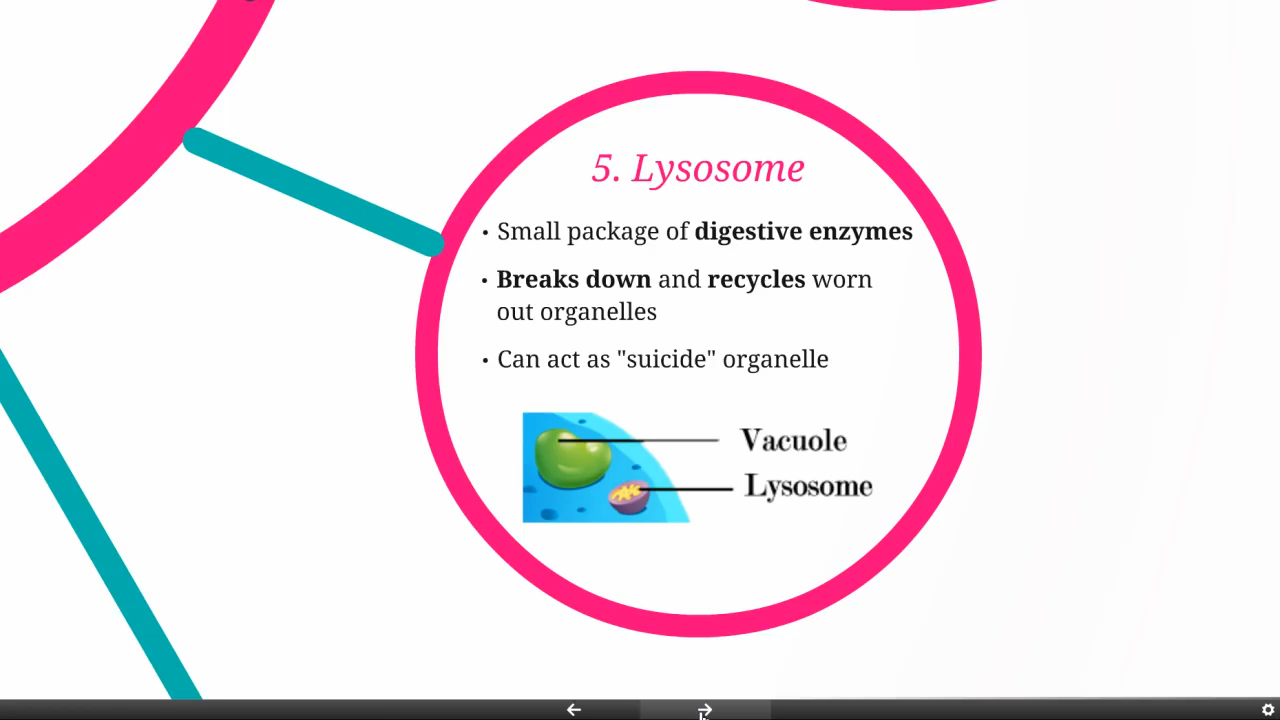 5. Lysosome
• Small package of digestive enzymes
• Breaks down and recycles worn
out organelles
• Can act as "suicide" organelle
Vacuole
Lysosome